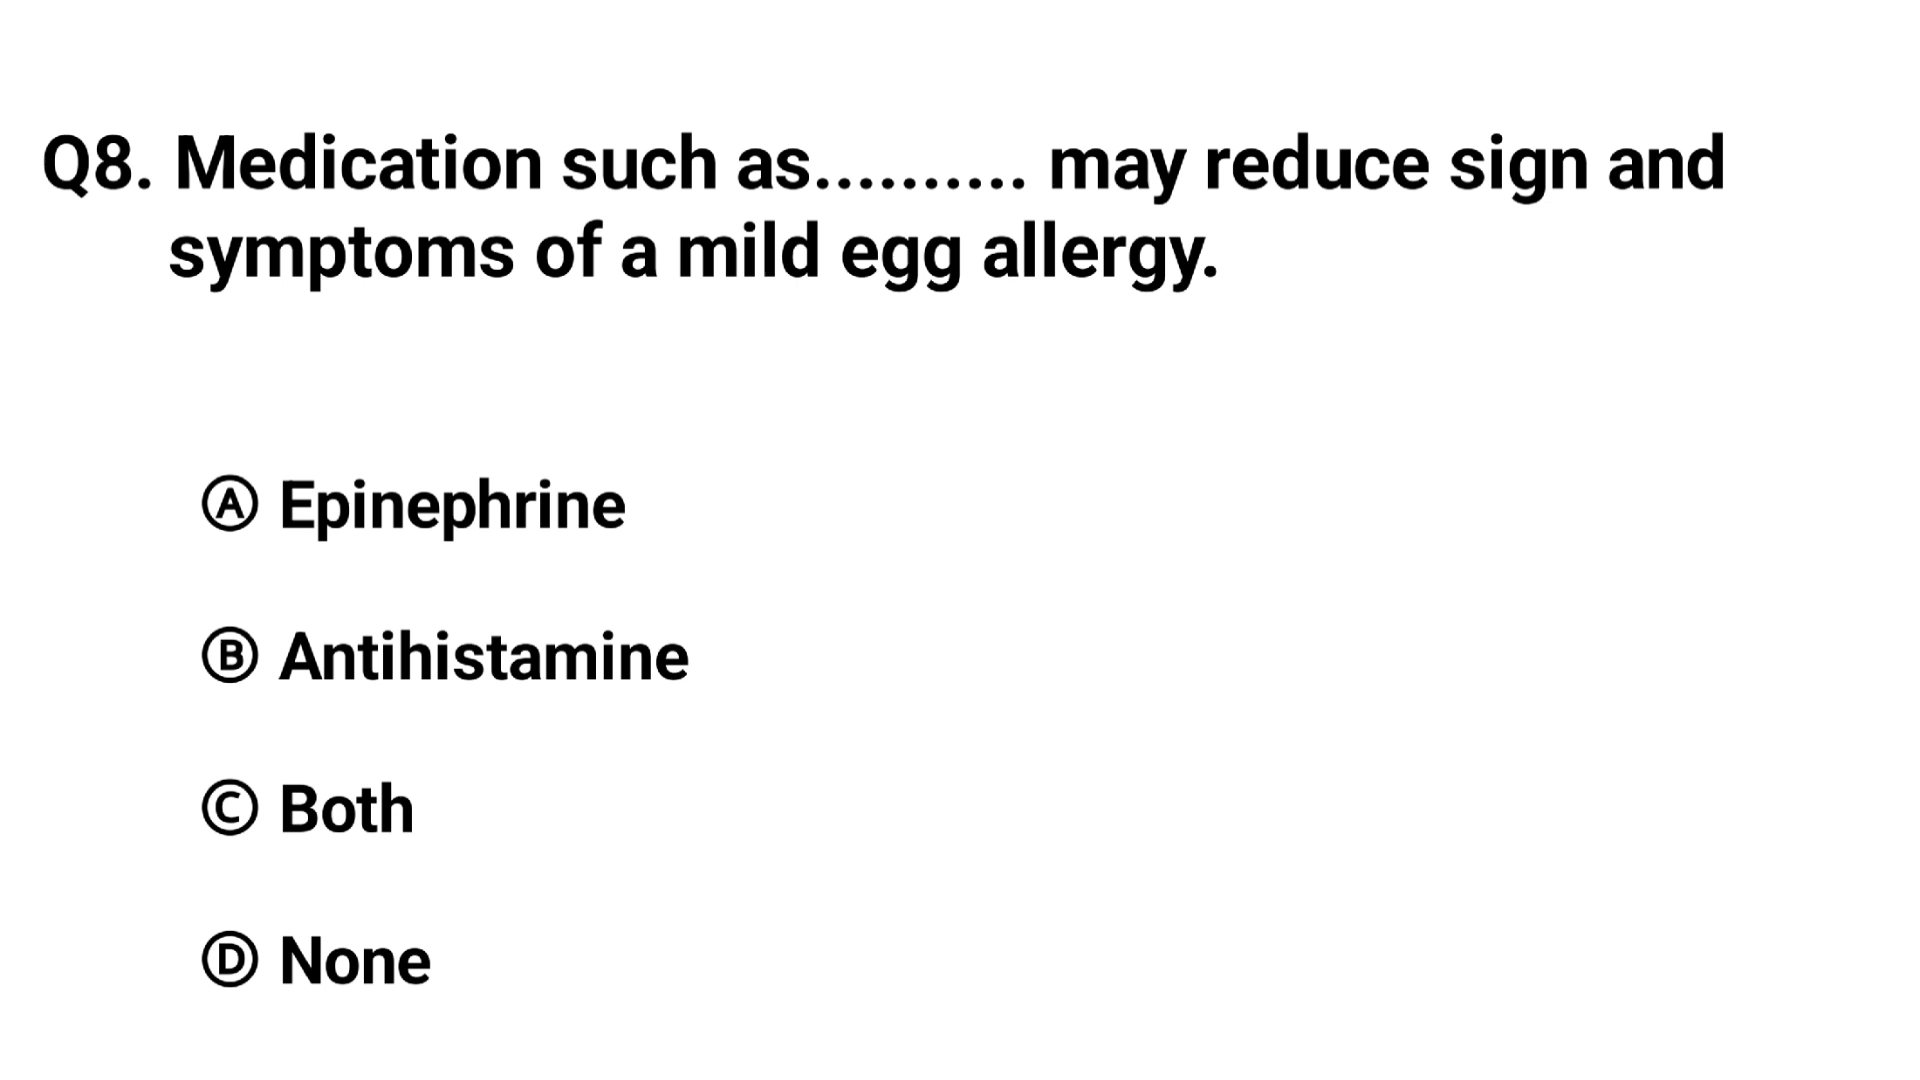 Q8. Medication such as.......... may reduce sign and
symptoms of a mild egg allergy.
Ⓐ Epinephrine
Ⓑ Antihistamine
Ⓒ Both
Ⓓ None